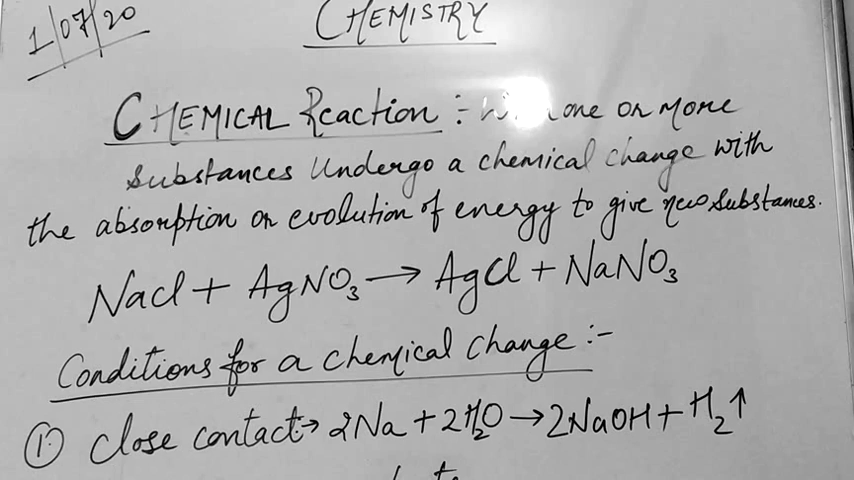 1/07/20
CHEMISTRY
CHEMICAL Reaction :- one or more
substances undergo a chemical change with
the absorption or evolution of energy to give new substances.
Nacl + AgNO₃ → AgCl + NaNO₃
Conditions for a chemical change :-
① close contact → 2Na + 2H₂O → 2NaOH + H₂↑